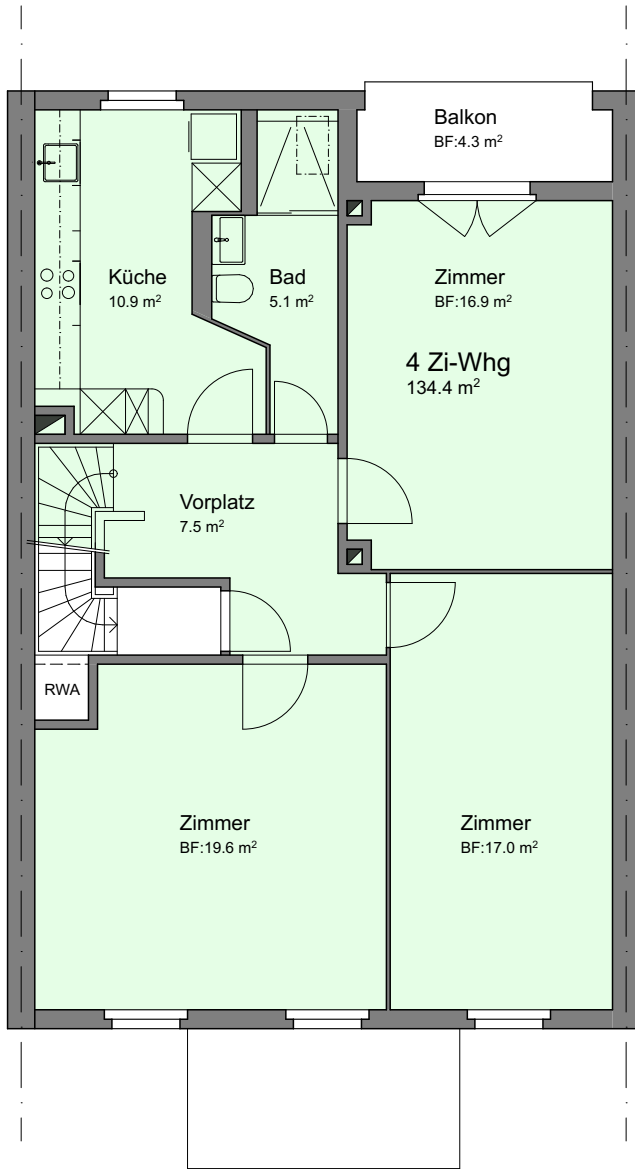 Balkon
BF:4.3 m²
Küche
10.9 m²
Bad
5.1 m²
Zimmer
BF:16.9 m²
4 Zi-Whg
134.4 m²
Vorplatz
7.5 m²
RWA
Zimmer
BF:19.6 m²
Zimmer
BF:17.0 m²